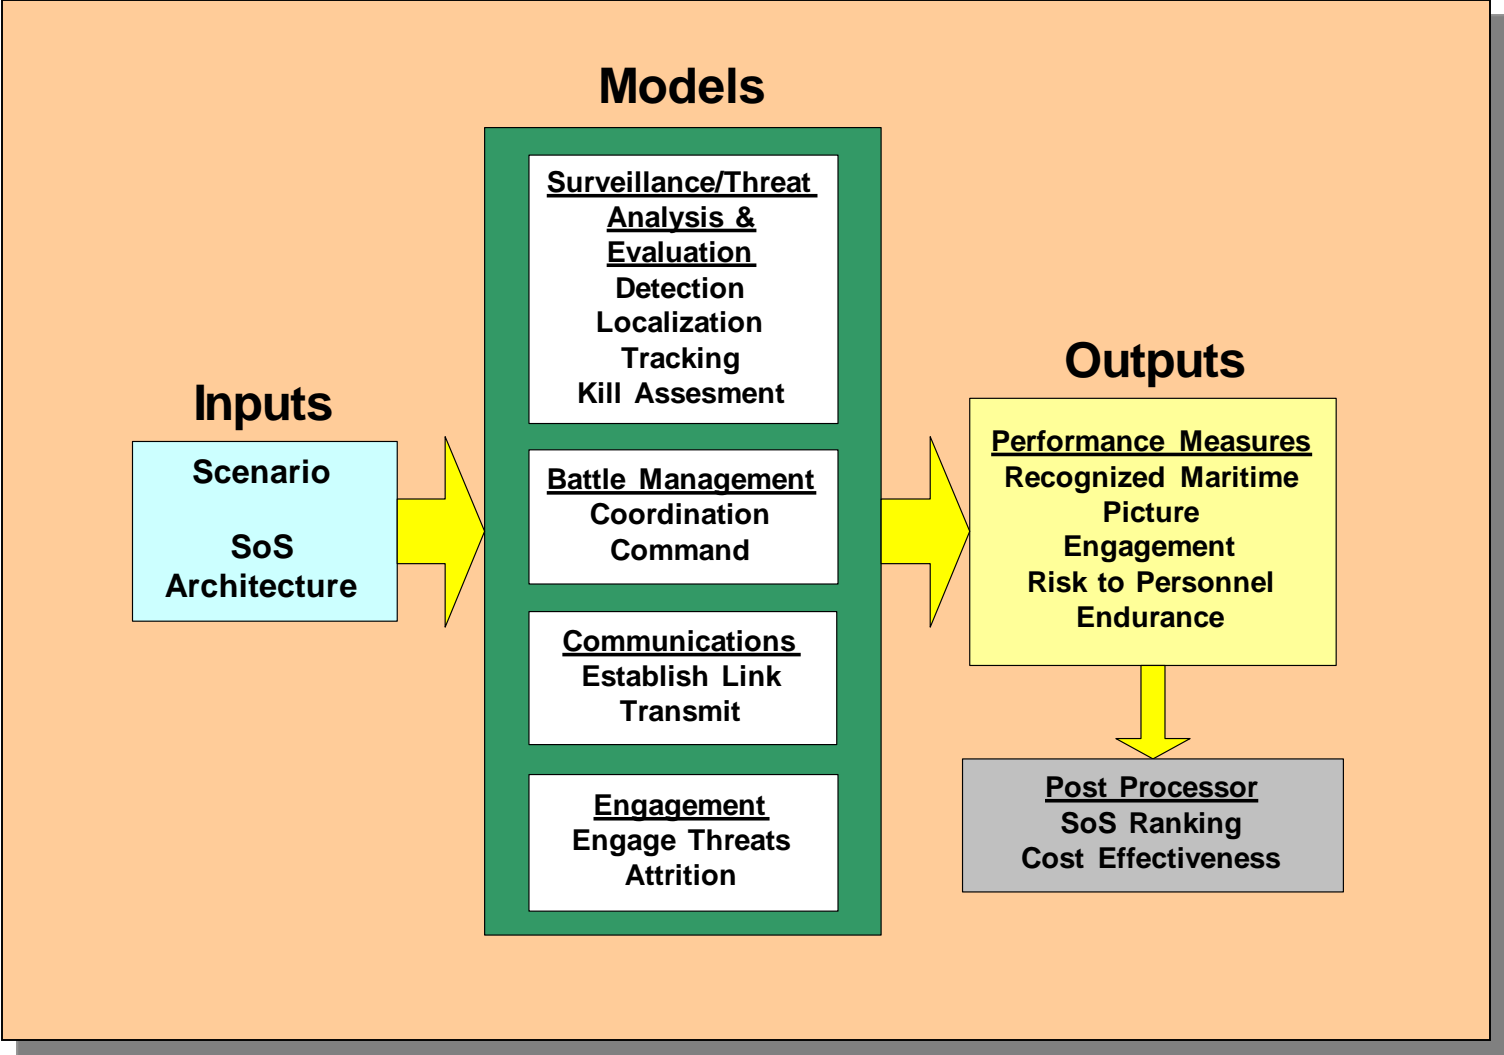 Models
Surveillance/Threat
Analysis &
Evaluation
Detection
Localization
Tracking
Kill Assesment
Battle Management
Coordination
Command
Communications
Establish Link
Transmit
Engagement
Engage Threats
Attrition
Inputs
Scenario
SoS
Architecture
Outputs
Performance Measures
Recognized Maritime
Picture
Engagement
Risk to Personnel
Endurance
Post Processor
SoS Ranking
Cost Effectiveness